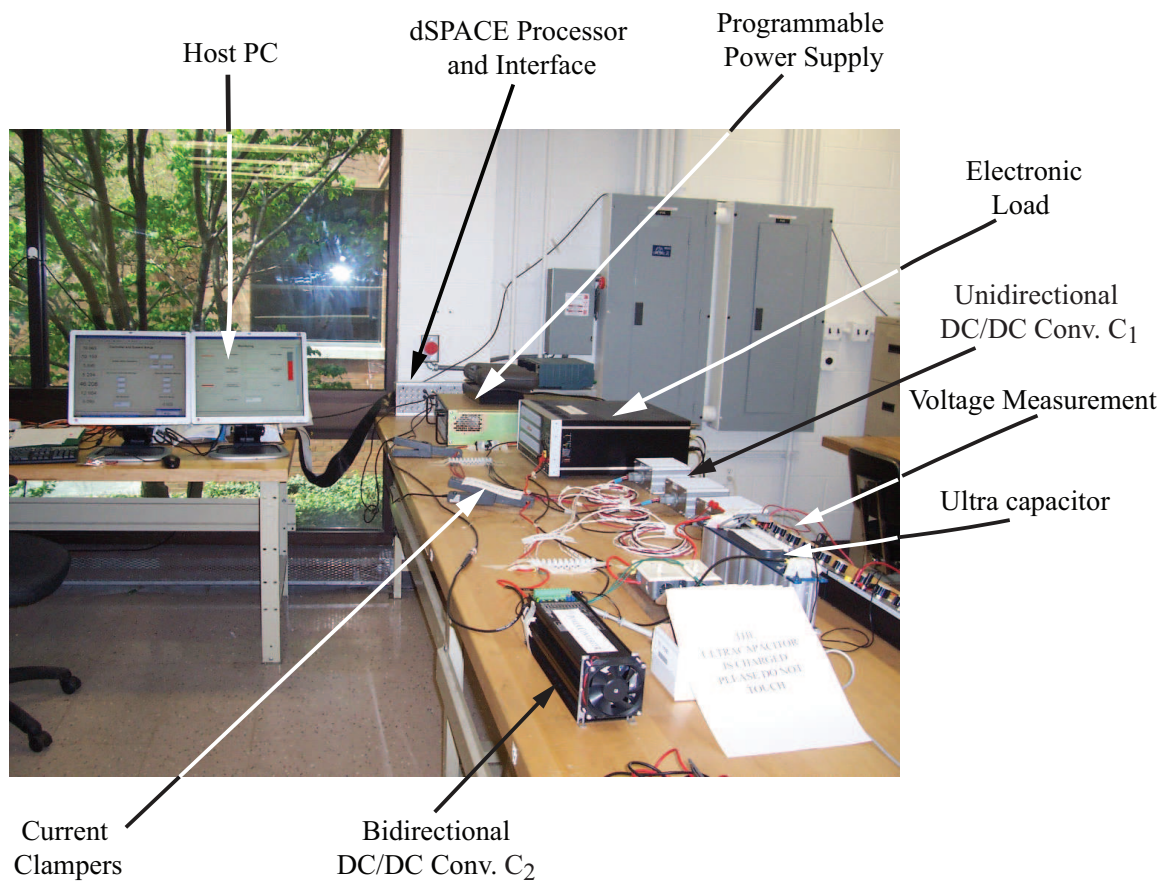 Host PC
dSPACE Processor
and Interface
Programmable
Power Supply
Electronic
Load
Unidirectional
DC/DC Conv. C₁
Voltage Measurement
Ultra capacitor
THE
ULTRACAPACITOR
IS CHARGED
PLEASE DO NOT
TOUCH
Current
Clampers
Bidirectional
DC/DC Conv. C₂